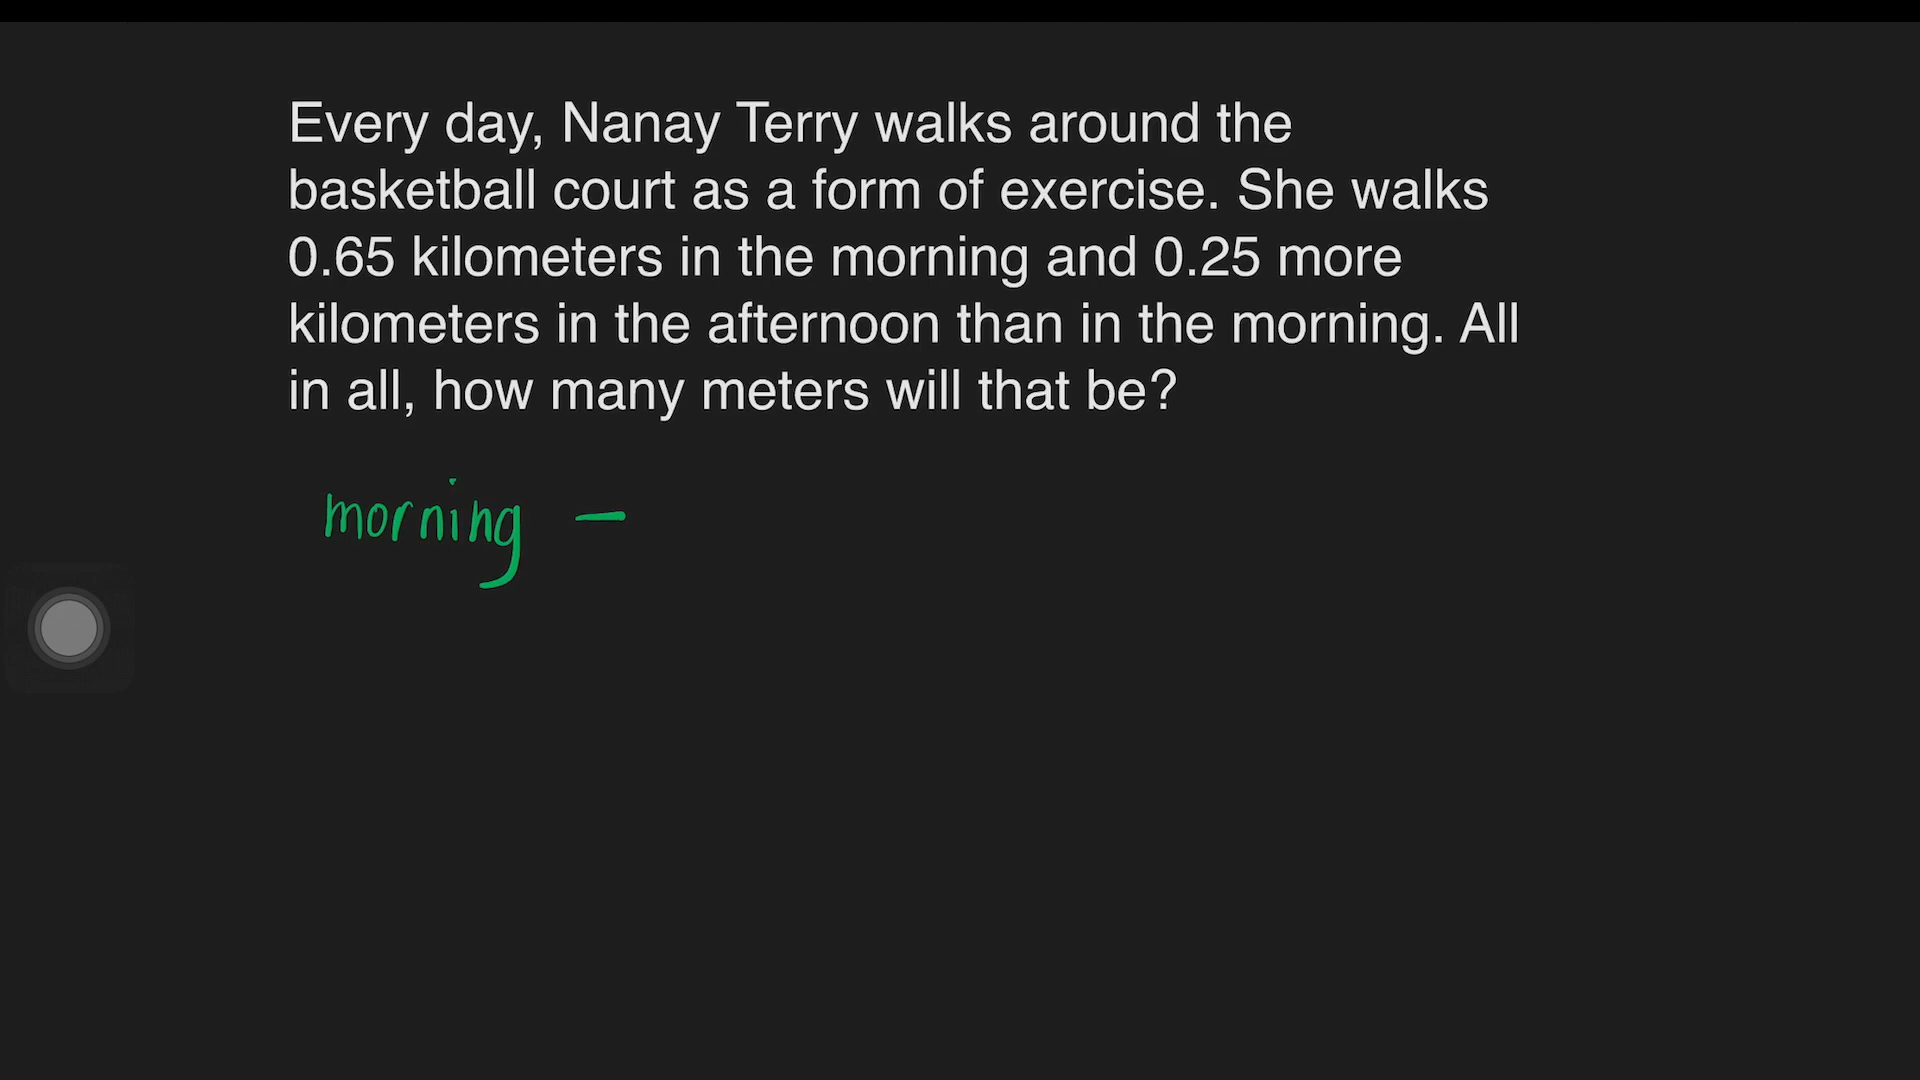 Every day, Nanay Terry walks around the
basketball court as a form of exercise. She walks
0.65 kilometers in the morning and 0.25 more
kilometers in the afternoon than in the morning. All
in all, how many meters will that be?
morning —